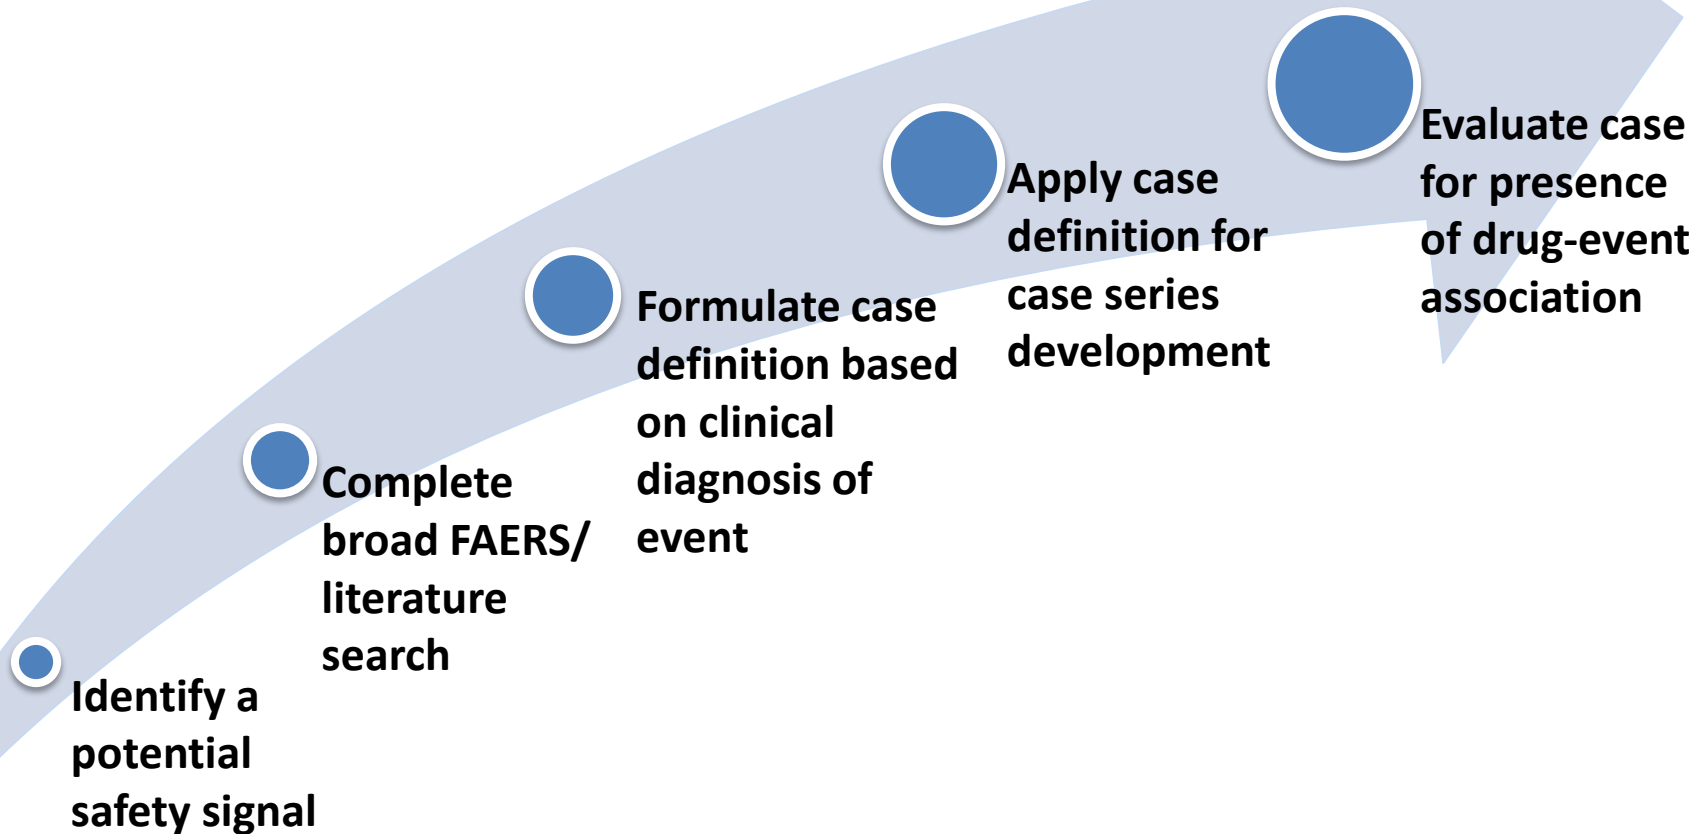 Identify a
potential
safety signal
Complete
broad FAERS/
literature
search
Formulate case
definition based
on clinical
diagnosis of
event
Apply case
definition for
case series
development
Evaluate case
for presence
of drug-event
association